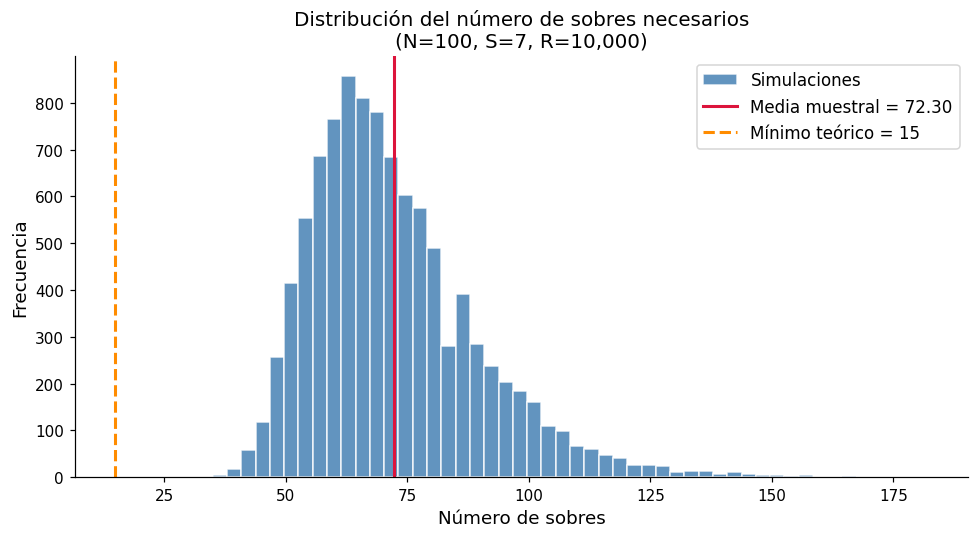 Distribución del número de sobres necesarios
(N=100, S=7, R=10,000)
Simulaciones
Media muestral = 72.30
Mínimo teórico = 15
Frecuencia
800
700
600
500
400
300
200
100
0
25 50 75 100 125 150 175
Número de sobres